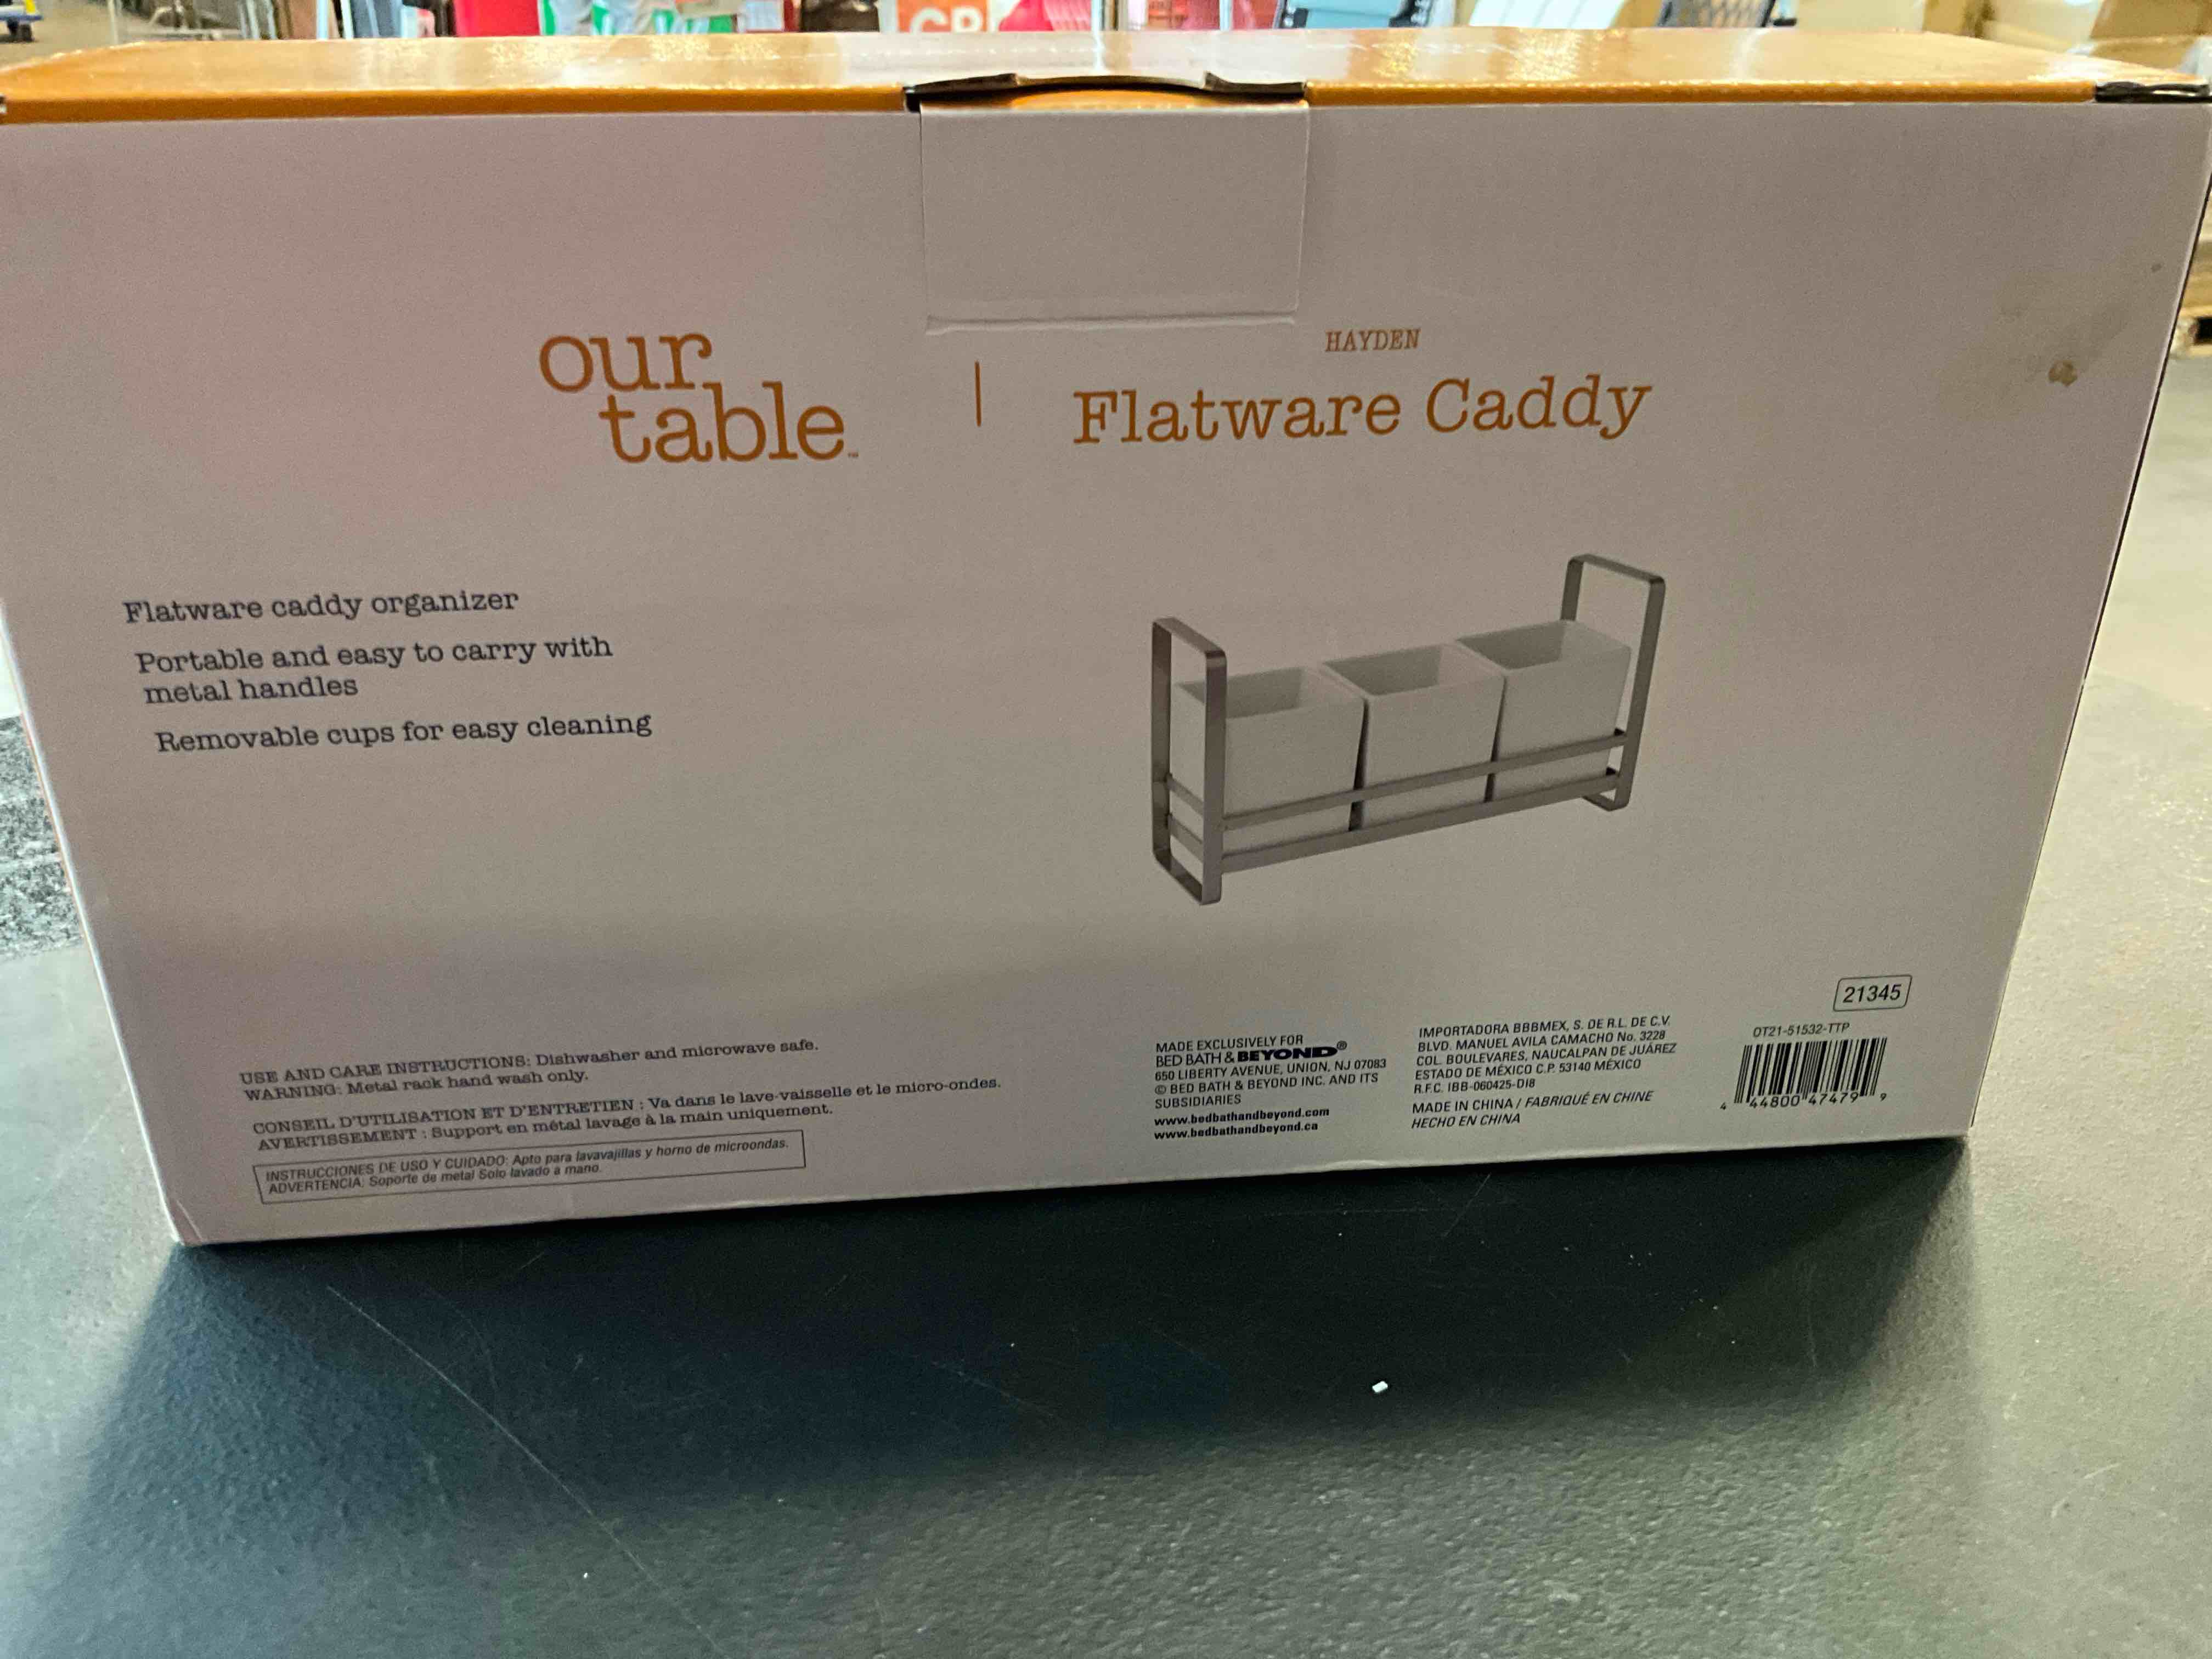 our
table
HAYDEN
Flatware Caddy
Flatware caddy organizer
Portable and easy to carry with
metal handles
Removable cups for easy cleaning
USE AND CARE INSTRUCTIONS: Dishwasher and microwave safe.
WARNING: Metal rack hand wash only.
CONSEIL D'UTILISATION ET D'ENTRETIEN : Va dans le lave-vaisselle et le micro-ondes.
AVERTISSEMENT : Support en métal lavage à la main uniquement.
INSTRUCCIONES DE USO Y CUIDADO: Apto para lavavajillas y horno de microondas.
ADVERTENCIA: Soporte de metal Solo lavado a mano.
MADE EXCLUSIVELY FOR
BED BATH & BEYOND®
650 LIBERTY AVENUE, UNION, NJ 07083
© BED BATH & BEYOND INC. AND ITS
SUBSIDIARIES
www.bedbathandbeyond.com
www.bedbathandbeyond.ca
IMPORTADORA BBBMEX, S. DE R.L. DE C.V.
BLVD. MANUEL AVILA CAMACHO No. 3228
COL. BOULEVARES, NAUCALPAN DE JUÁREZ
ESTADO DE MÉXICO C.P. 53140 MÉXICO
R.F.C. IBB-060425-DI8
MADE IN CHINA / FABRIQUÉ EN CHINE
HECHO EN CHINA
21345
OT21-51532-TTP
4 44800 47479 9